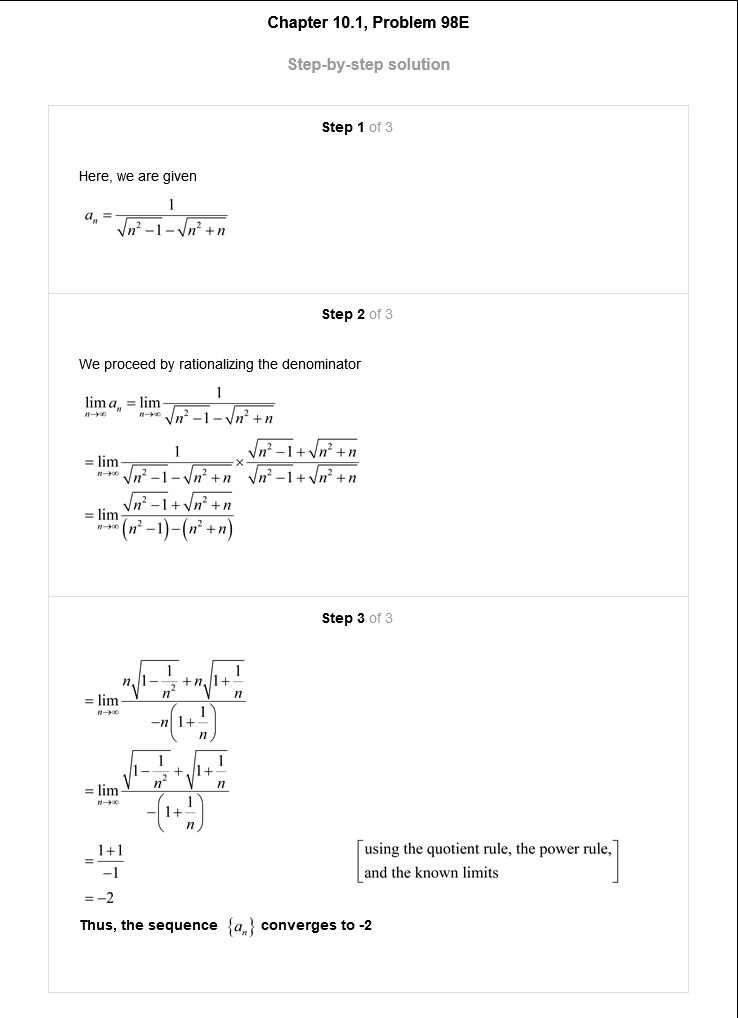 Chapter 10.1, Problem 98E
Step-by-step solution
Step 1 of 3
Here, we are given
$a_n = \frac{1}{\sqrt{n^2-1}-\sqrt{n^2+n}}$
Step 2 of 3
We proceed by rationalizing the denominator
$\lim_{n\to\infty} a_n = \lim_{n\to\infty} \frac{1}{\sqrt{n^2-1}-\sqrt{n^2+n}}$
$= \lim_{n\to\infty} \frac{1}{\sqrt{n^2-1}-\sqrt{n^2+n}} \times \frac{\sqrt{n^2-1}+\sqrt{n^2+n}}{\sqrt{n^2-1}+\sqrt{n^2+n}}$
$= \lim_{n\to\infty} \frac{\sqrt{n^2-1}+\sqrt{n^2+n}}{(n^2-1)-(n^2+n)}$
Step 3 of 3
$= \lim_{n\to\infty} \frac{n\sqrt{1-\frac{1}{n^2}}+n\sqrt{1+\frac{1}{n}}}{-n\left(1+\frac{1}{n}\right)}$
$= \lim_{n\to\infty} \frac{\sqrt{1-\frac{1}{n^2}}+\sqrt{1+\frac{1}{n}}}{-\left(1+\frac{1}{n}\right)}$
$= \frac{1+1}{-1}$ [using the quotient rule, the power rule,
and the known limits]
$= -2$
Thus, the sequence $\{a_n\}$ converges to -2